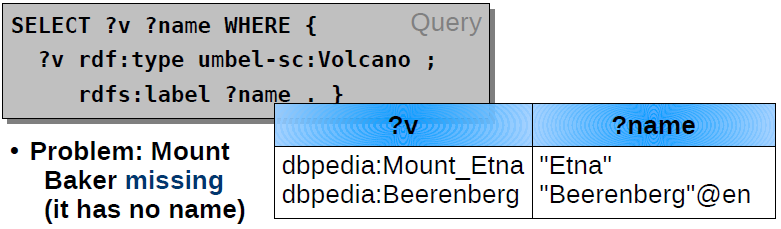 SELECT ?v ?name WHERE {
Query
?v rdf:type umbel-sc:Volcano ;
rdfs:label ?name . }
?v ?name
dbpedia:Mount_Etna "Etna"
dbpedia:Beerenberg "Beerenberg"@en
• Problem: Mount
Baker missing
(it has no name)